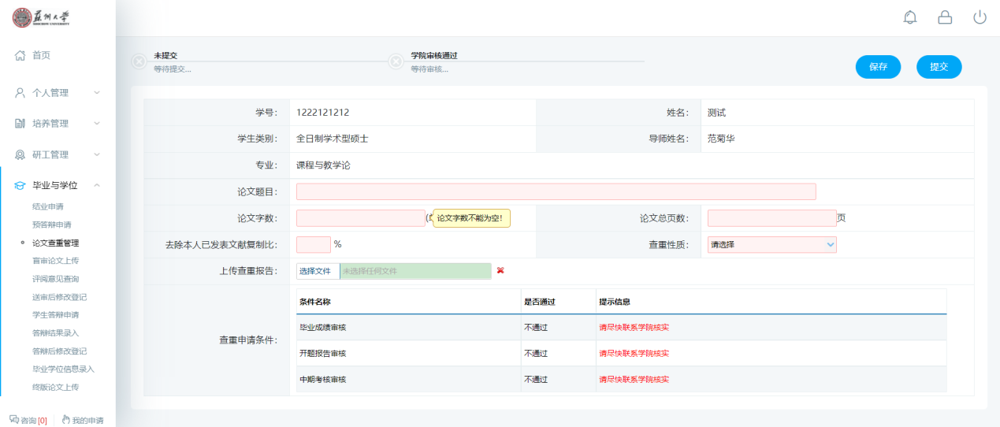 蘇州大學
SOOCHOW UNIVERSITY
首页
个人管理
培养管理
研工管理
毕业与学位
结业申请
预答辩申请
论文查重管理
盲审论文上传
评阅意见查询
送审后修改登记
学生答辩申请
答辩结果录入
答辩后修改登记
毕业学位信息录入
终版论文上传
咨询[0] 我的申请
未提交
等待提交...
学院审核通过
等待审核...
保存 提交
学号： 1222121212 姓名： 测试
学生类别： 全日制学术型硕士 导师姓名： 范菊华
专业： 课程与教学论
论文题目：
论文字数： 论文字数不能为空！ 论文总页数： 页
去除本人已发表文献复制比： % 查重性质： 请选择
上传查重报告： 选择文件 未选择任何文件
查重申请条件：
条件名称 是否通过 提示信息
毕业成绩审核 不通过 请尽快联系学院核实
开题报告审核 不通过 请尽快联系学院核实
中期考核审核 不通过 请尽快联系学院核实